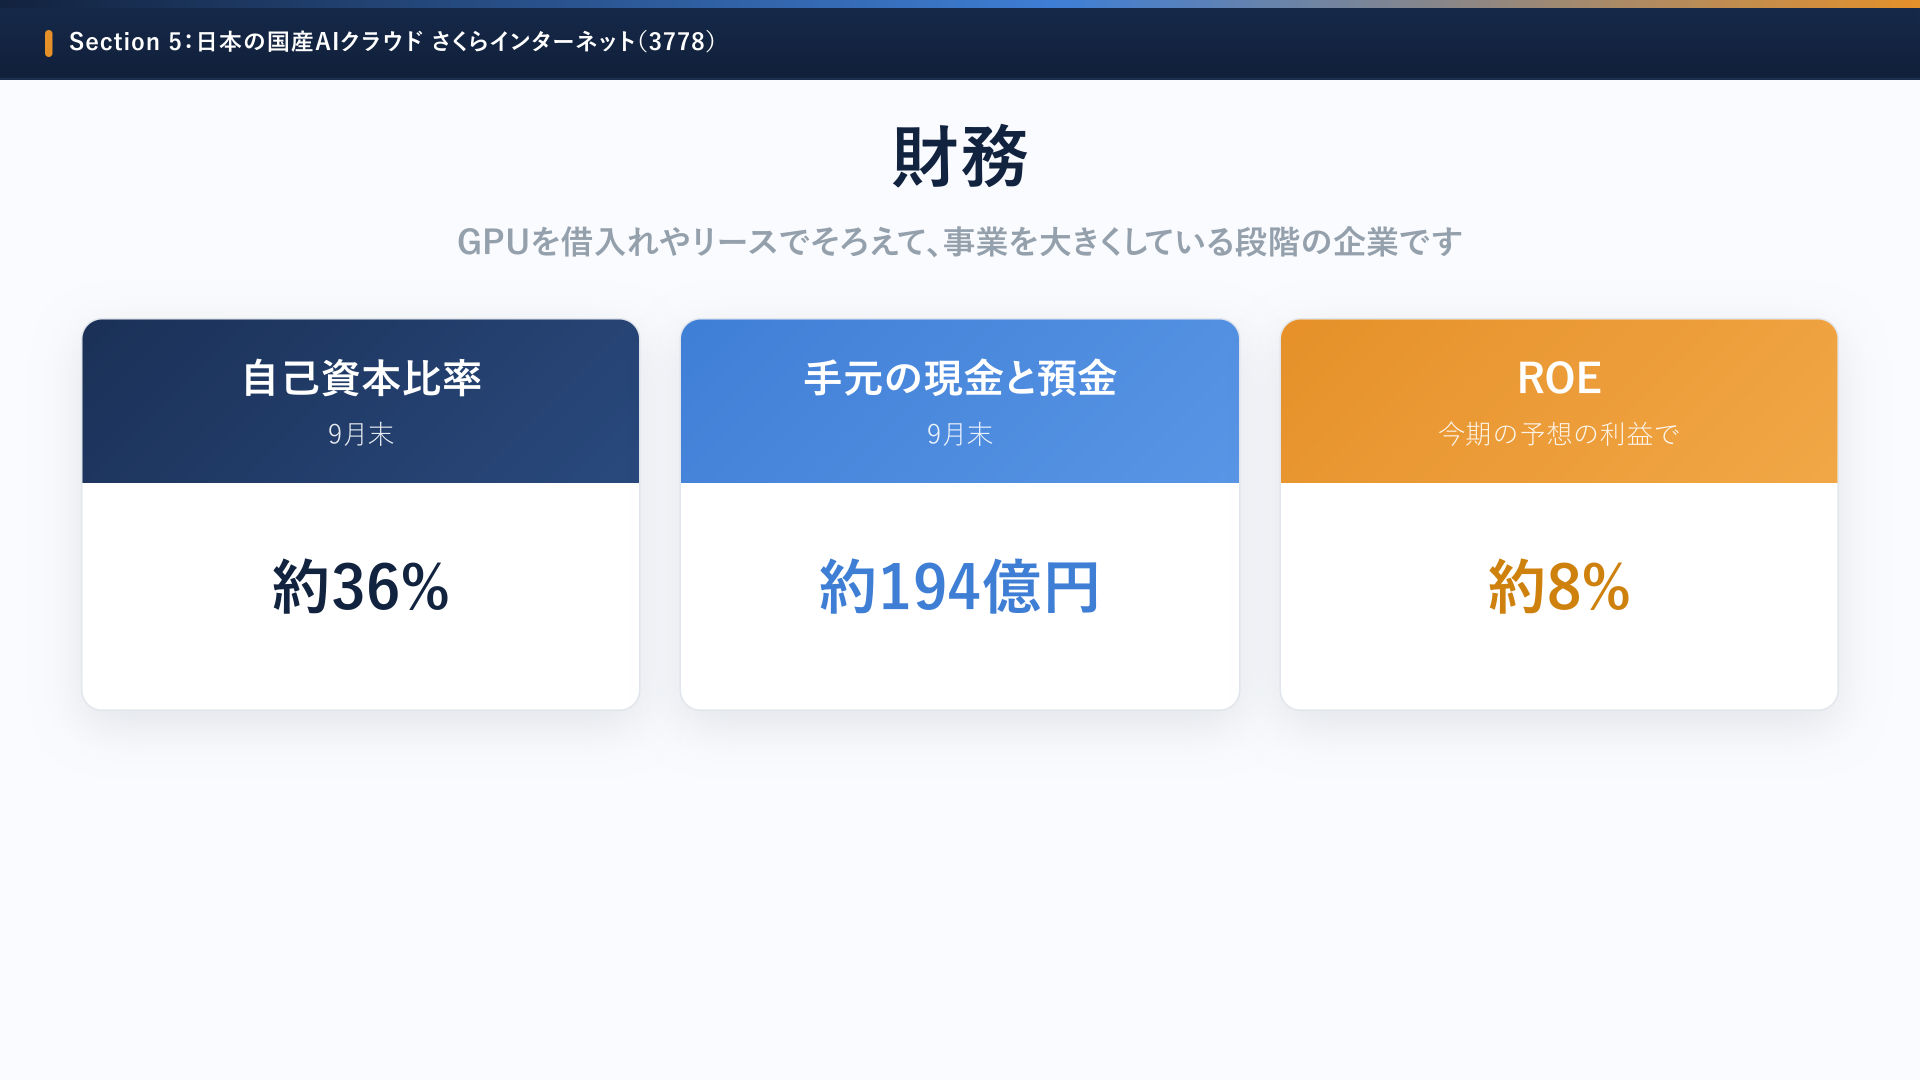 Section 5：日本の国産AIクラウド さくらインターネット（3778）
財務
GPUを借入れやリースでそろえて、事業を大きくしている段階の企業です
自己資本比率
9月末
約36%
手元の現金と預金
9月末
約194億円
ROE
今期の予想の利益で
約8%